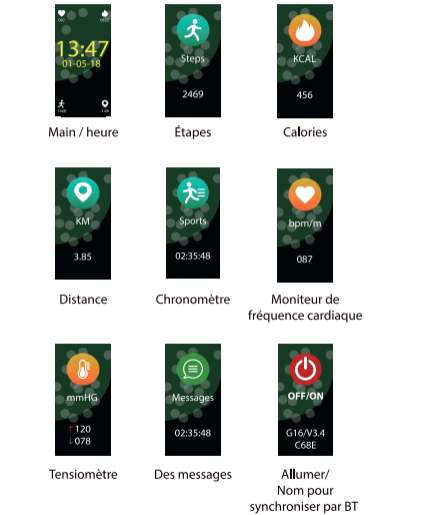 13:47
01-05-18
Main / heure
Steps
2469
Étapes
KCAL
456
Calories
KM
3.85
Distance
Sports
02:35:48
Chronomètre
bpm/m
087
Moniteur de
fréquence cardiaque
mmHG
↑120
↓078
Tensiomètre
Messages
02:35:48
Des messages
OFF/ON
G16/V3.4
C68E
Allumer/
Nom pour
synchroniser par BT